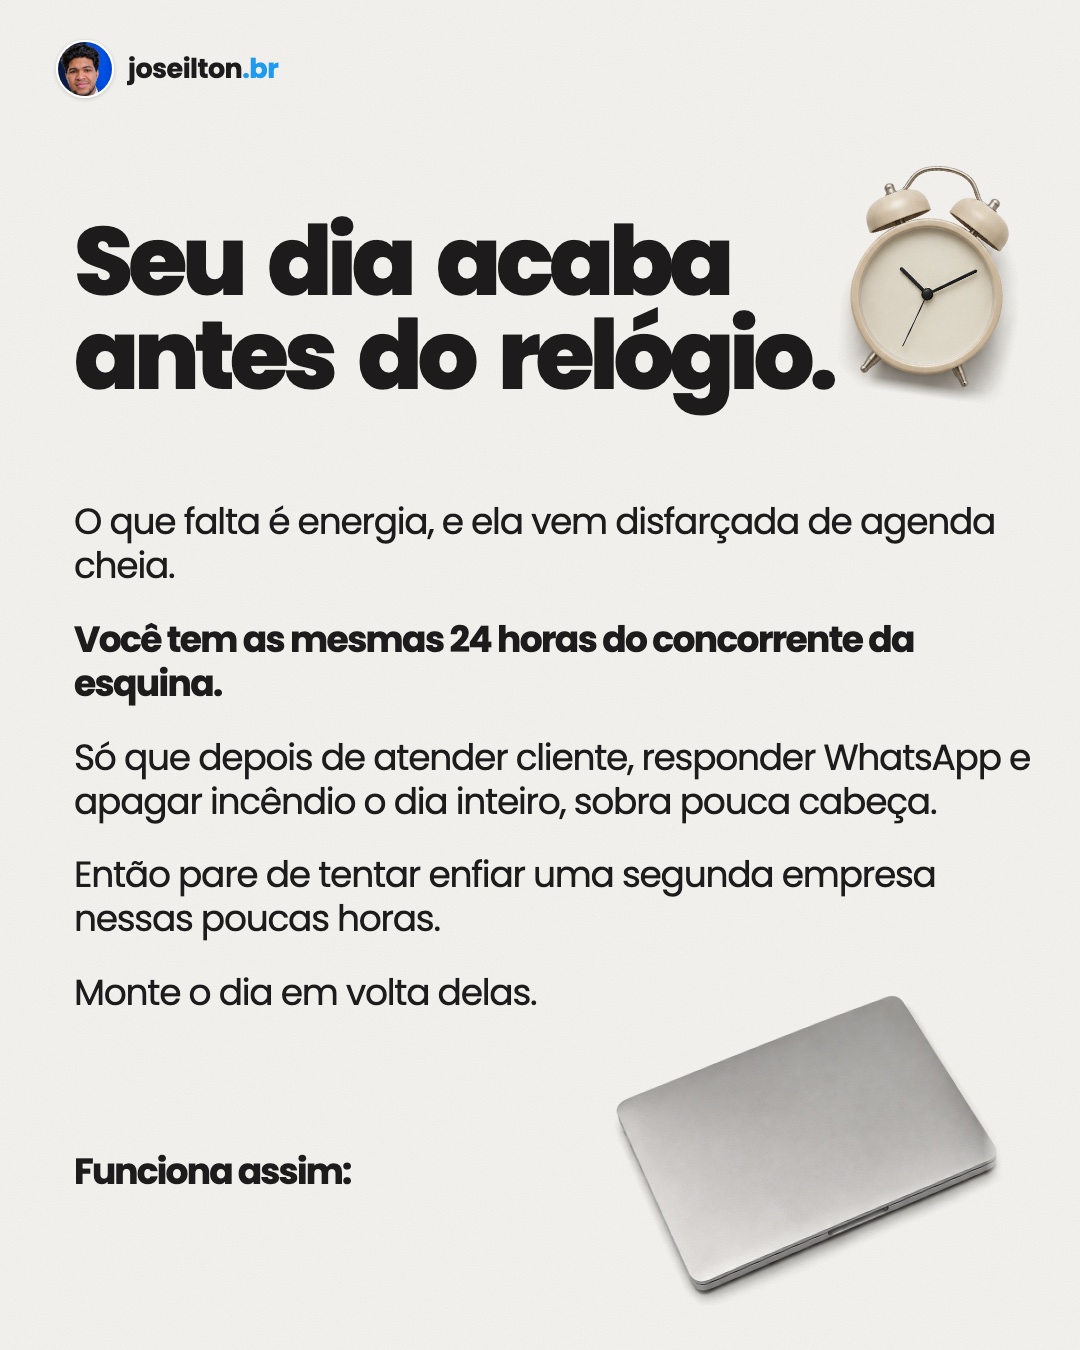 joseilton.br
Seu dia acaba
antes do relógio.
O que falta é energia, e ela vem disfarçada de agenda
cheia.
Você tem as mesmas 24 horas do concorrente da
esquina.
Só que depois de atender cliente, responder WhatsApp e
apagar incêndio o dia inteiro, sobra pouca cabeça.
Então pare de tentar enfiar uma segunda empresa
nessas poucas horas.
Monte o dia em volta delas.
Funciona assim: